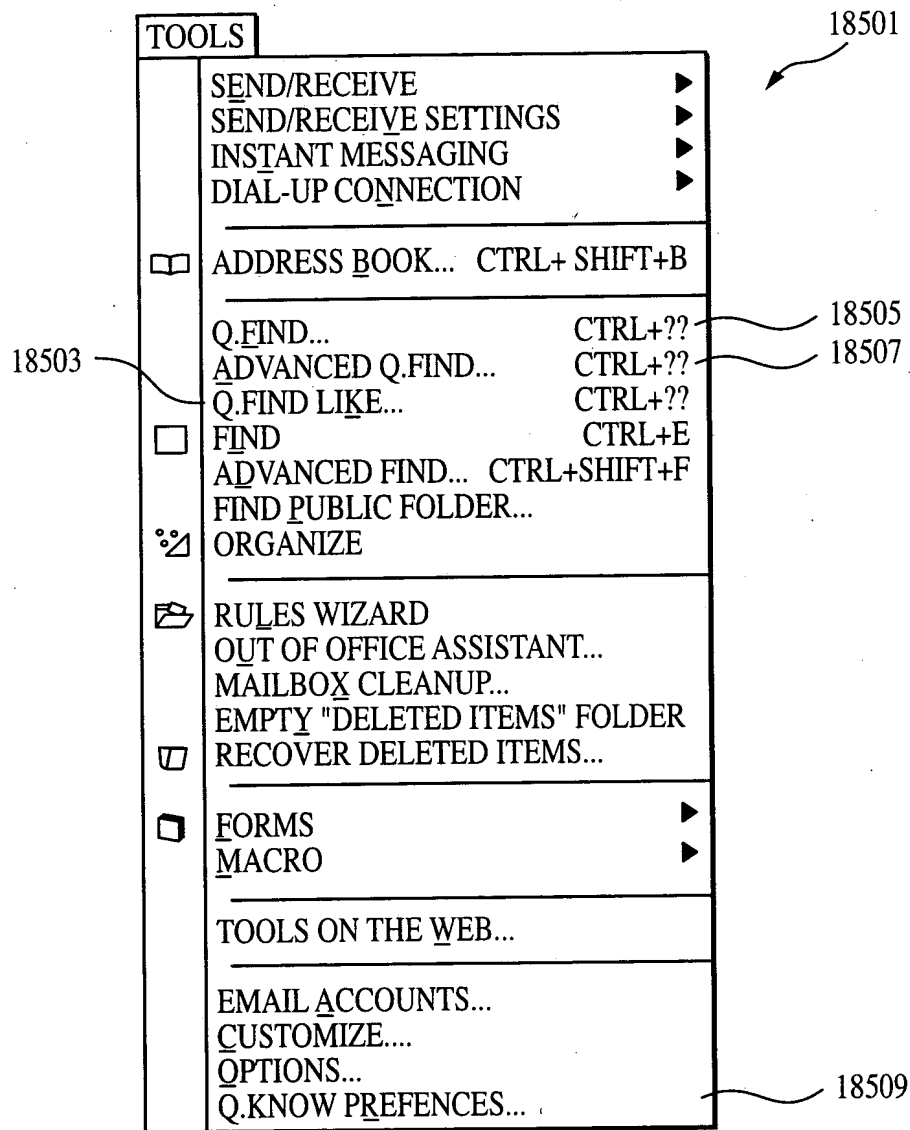 TOOLS
18501
SEND/RECEIVE
SEND/RECEIVE SETTINGS
INSTANT MESSAGING
DIAL-UP CONNECTION
ADDRESS BOOK... CTRL+ SHIFT+B
Q.FIND... CTRL+?? 18505
ADVANCED Q.FIND... CTRL+?? 18507
18503 Q.FIND LIKE... CTRL+??
FIND CTRL+E
ADVANCED FIND... CTRL+SHIFT+F
FIND PUBLIC FOLDER...
ORGANIZE
RULES WIZARD
OUT OF OFFICE ASSISTANT...
MAILBOX CLEANUP...
EMPTY "DELETED ITEMS" FOLDER
RECOVER DELETED ITEMS...
FORMS
MACRO
TOOLS ON THE WEB...
EMAIL ACCOUNTS...
CUSTOMIZE....
OPTIONS...
Q.KNOW PREFENCES... 18509